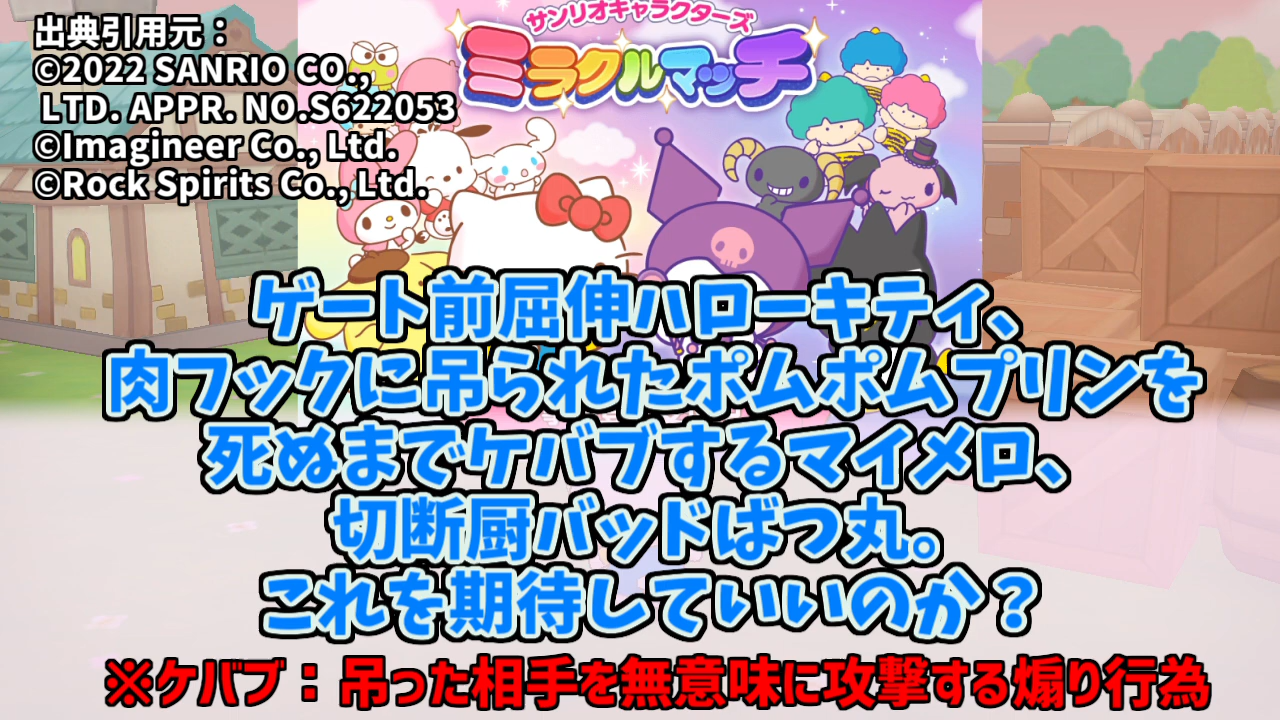 出典引用元：
©2022 SANRIO CO.,
LTD. APPR. NO.S622053
©Imagineer Co., Ltd.
©Rock Spirits Co., Ltd.
サンリオキャラクターズ
ミラクルマッチ
ゲート前屈伸ハローキティ、
肉フックに吊られたポムポムプリンを
死ぬまでケバブするマイメロ、
切断厨バッドばつ丸。
これを期待していいのか？
※ケバブ：吊った相手を無意味に攻撃する煽り行為